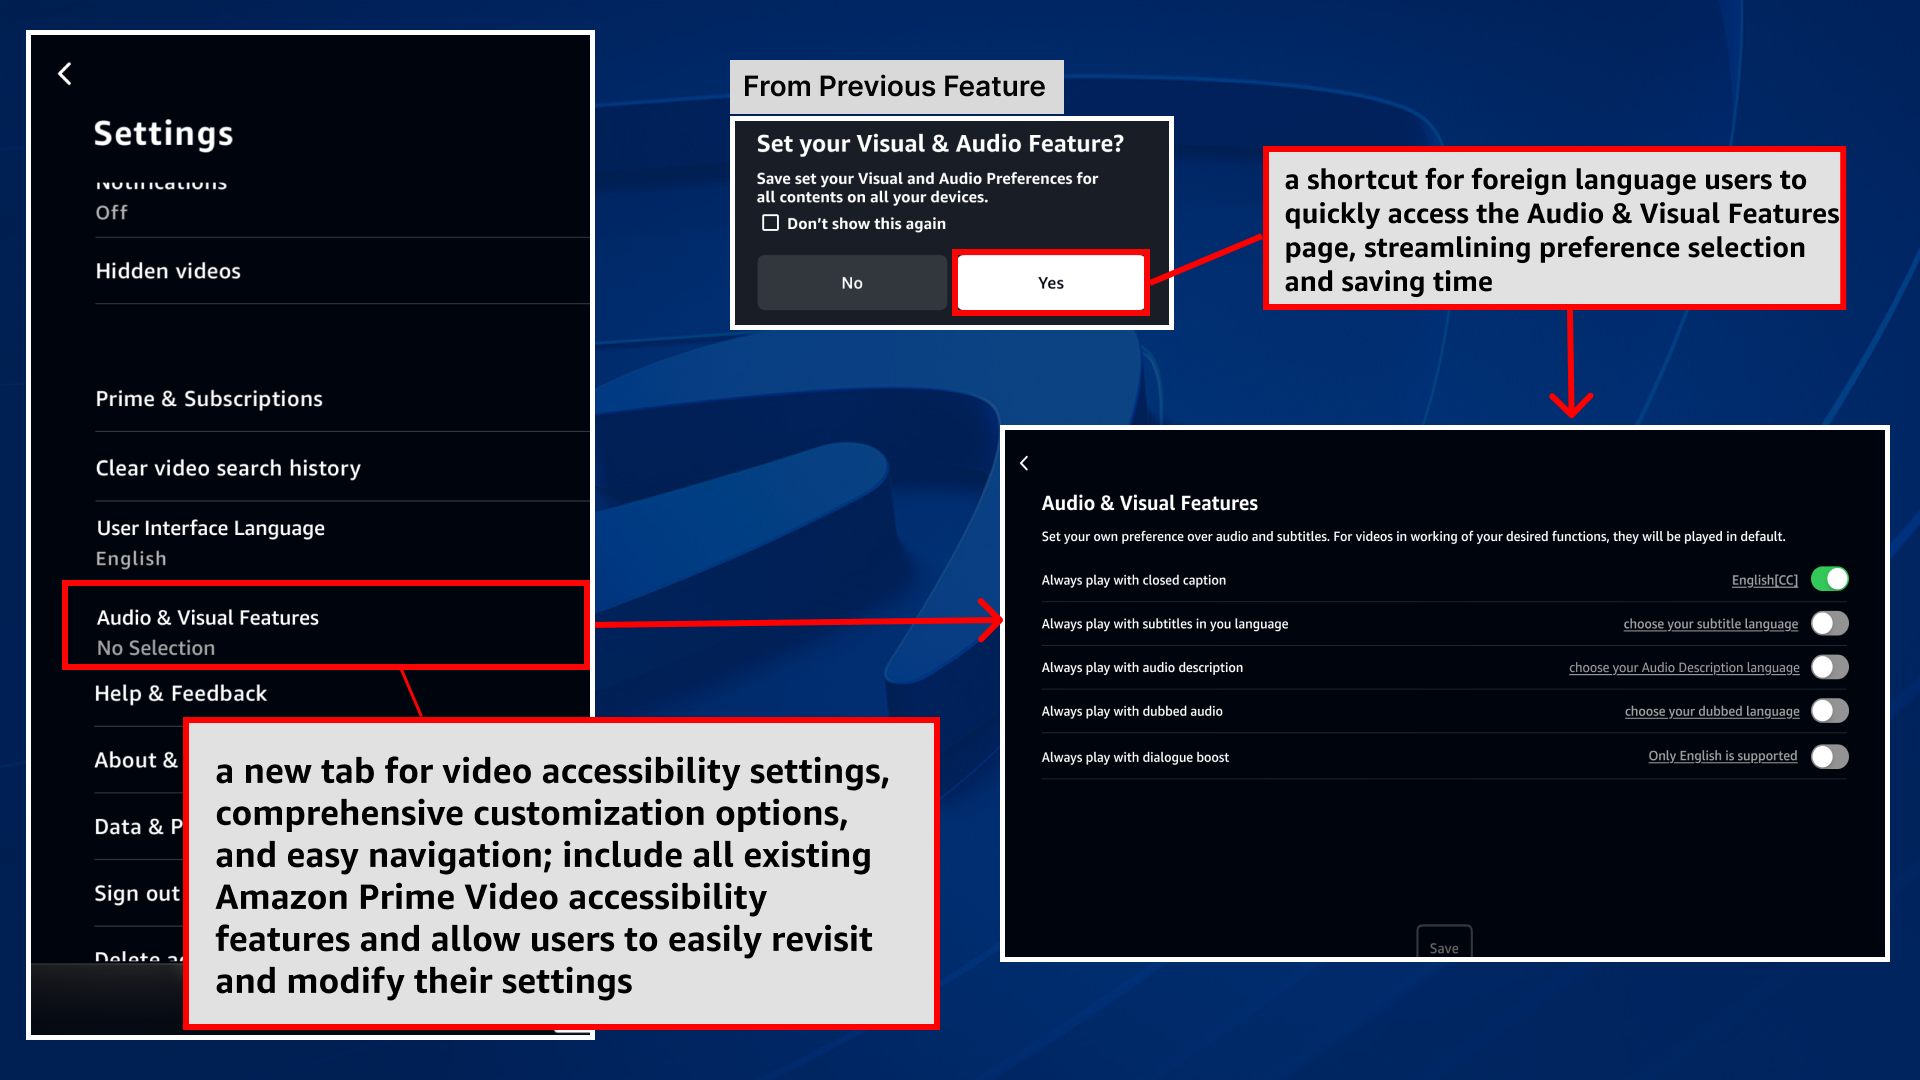 Settings
Notifications
Off
Hidden videos
Prime & Subscriptions
Clear video search history
User Interface Language
English
Audio & Visual Features
No Selection
Help & Feedback
About &
Data & P
Sign out
Delete a
a new tab for video accessibility settings,
comprehensive customization options,
and easy navigation; include all existing
Amazon Prime Video accessibility
features and allow users to easily revisit
and modify their settings
From Previous Feature
Set your Visual & Audio Feature?
Save set your Visual and Audio Preferences for
all contents on all your devices.
Don't show this again
No
Yes
a shortcut for foreign language users to
quickly access the Audio & Visual Features
page, streamlining preference selection
and saving time
Audio & Visual Features
Set your own preference over audio and subtitles. For videos in working of your desired functions, they will be played in default.
Always play with closed caption English[CC]
Always play with subtitles in you language choose your subtitle language
Always play with audio description choose your Audio Description language
Always play with dubbed audio choose your dubbed language
Always play with dialogue boost Only English is supported
Save